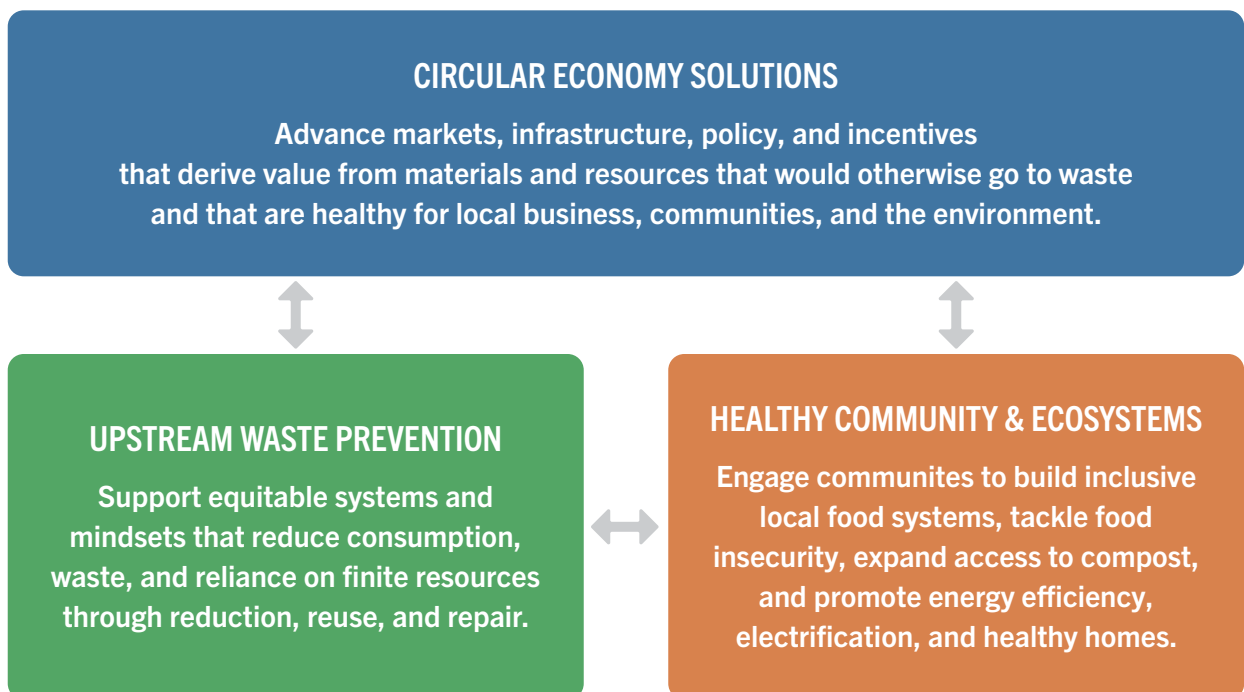 CIRCULAR ECONOMY SOLUTIONS
Advance markets, infrastructure, policy, and incentives
that derive value from materials and resources that would otherwise go to waste
and that are healthy for local business, communities, and the environment.
UPSTREAM WASTE PREVENTION
Support equitable systems and
mindsets that reduce consumption,
waste, and reliance on finite resources
through reduction, reuse, and repair.
HEALTHY COMMUNITY & ECOSYSTEMS
Engage communites to build inclusive
local food systems, tackle food
insecurity, expand access to compost,
and promote energy efficiency,
electrification, and healthy homes.